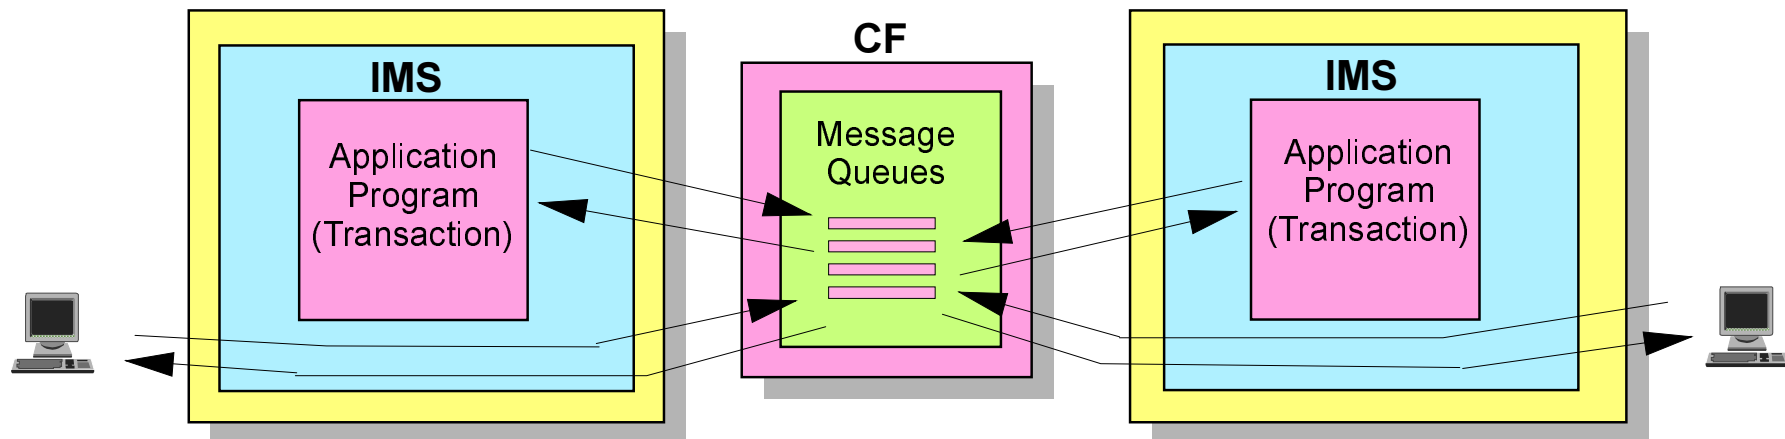 IMS
Application
Program
(Transaction)
CF
Message
Queues
IMS
Application
Program
(Transaction)